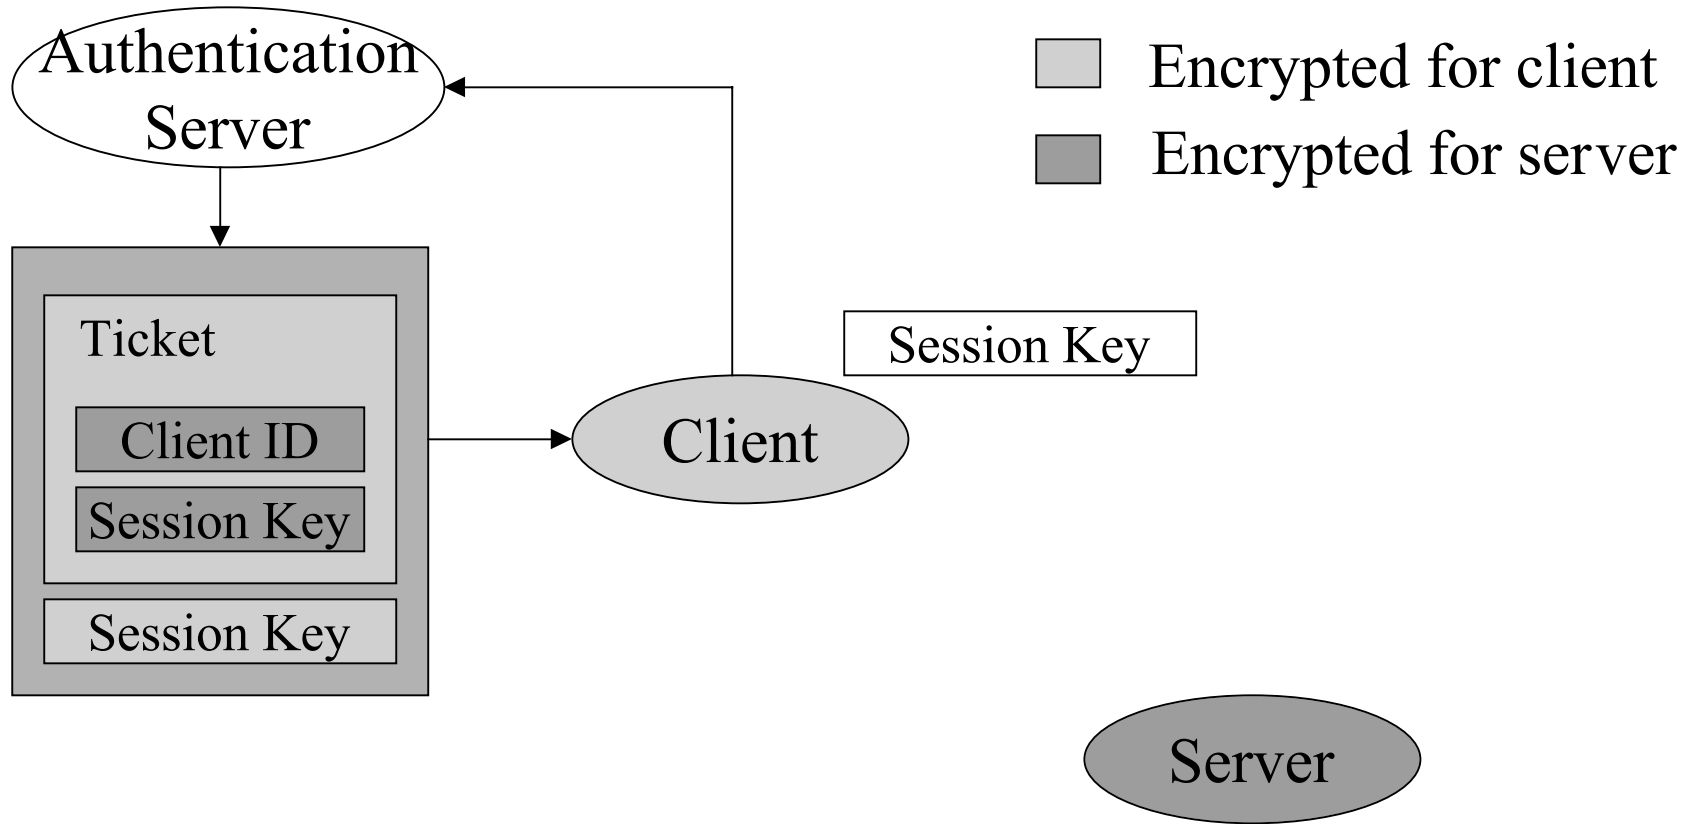 Authentication
Server
Encrypted for client
Encrypted for server
Ticket
Client ID
Session Key
Session Key
Session Key
Client
Server